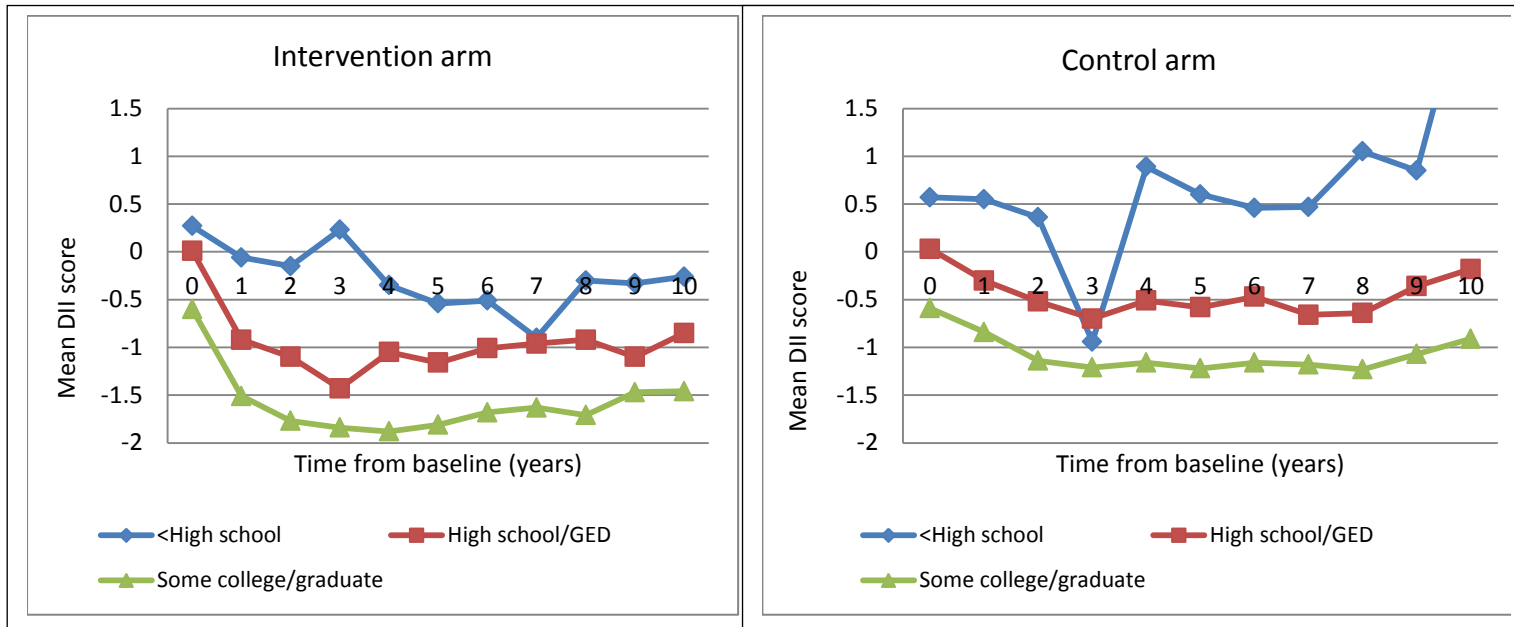 Intervention arm
1.5
1
0.5
0
-0.5
-1
-1.5
-2
0 1 2 3 4 5 6 7 8 9 10
Mean DII score
Time from baseline (years)
<High school
High school/GED
Some college/graduate
Control arm
1.5
1
0.5
0
-0.5
-1
-1.5
-2
0 1 2 3 4 5 6 7 8 9 10
Mean DII score
Time from baseline (years)
<High school
High school/GED
Some college/graduate